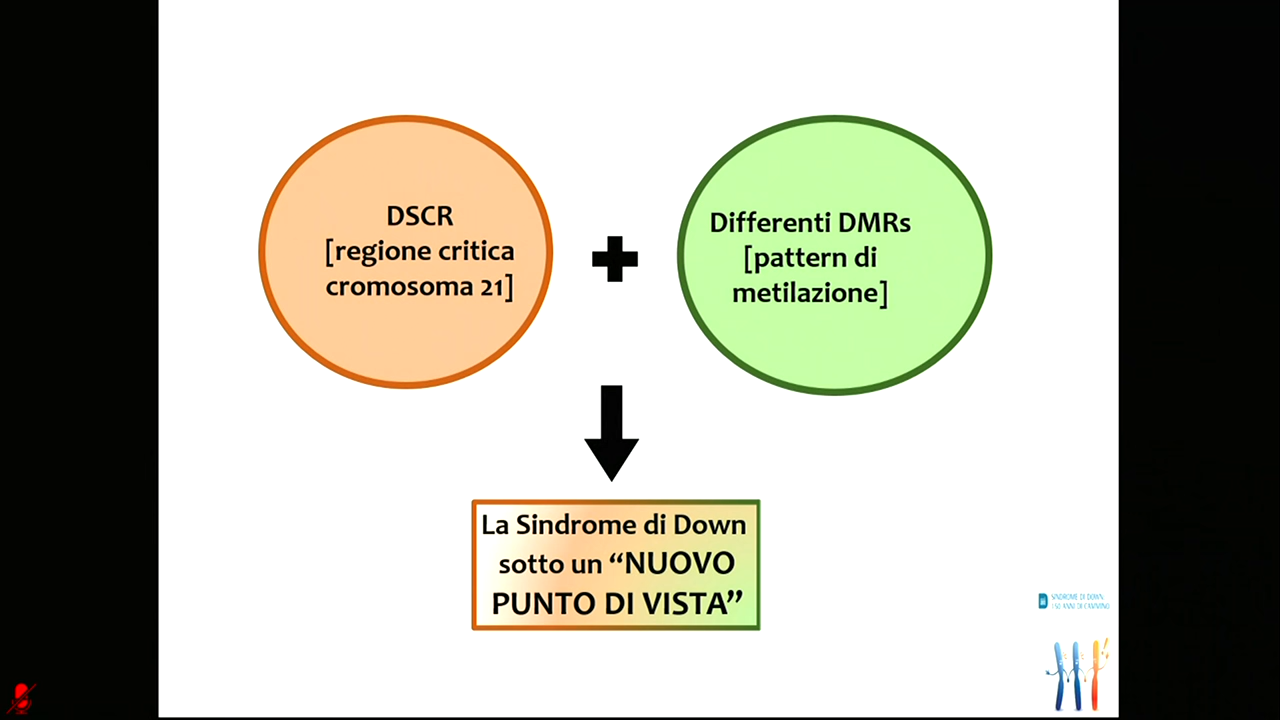 DSCR
[regione critica
cromosoma 21]
Differenti DMRs
[pattern di
metilazione]
La Sindrome di Down
sotto un “NUOVO
PUNTO DI VISTA”
SINDROME DI DOWN